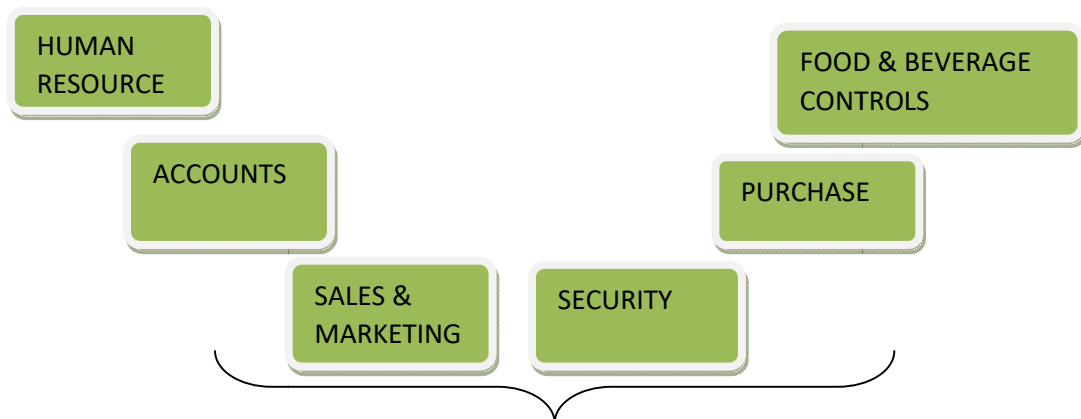 HUMAN
RESOURCE
FOOD & BEVERAGE
CONTROLS
ACCOUNTS
PURCHASE
SALES &
MARKETING
SECURITY